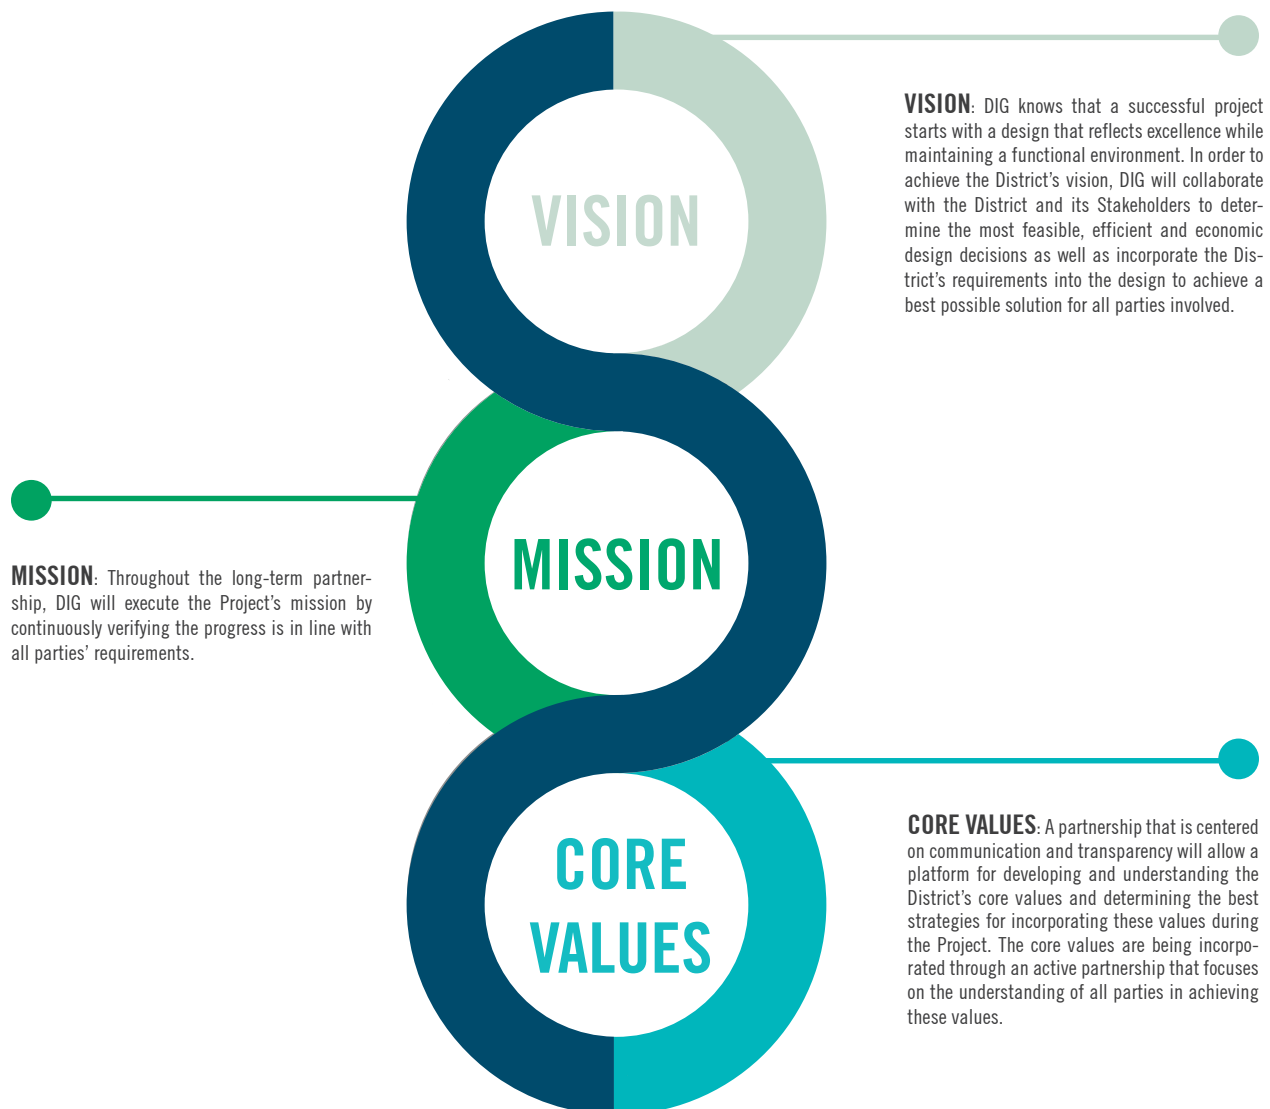 VISION
VISION: DIG knows that a successful project
starts with a design that reflects excellence while
maintaining a functional environment. In order to
achieve the District’s vision, DIG will collaborate
with the District and its Stakeholders to deter-
mine the most feasible, efficient and economic
design decisions as well as incorporate the Dis-
trict’s requirements into the design to achieve a
best possible solution for all parties involved.
MISSION
MISSION: Throughout the long-term partner-
ship, DIG will execute the Project’s mission by
continuously verifying the progress is in line with
all parties’ requirements.
CORE
VALUES
CORE VALUES: A partnership that is centered
on communication and transparency will allow a
platform for developing and understanding the
District’s core values and determining the best
strategies for incorporating these values during
the Project. The core values are being incorpo-
rated through an active partnership that focuses
on the understanding of all parties in achieving
these values.